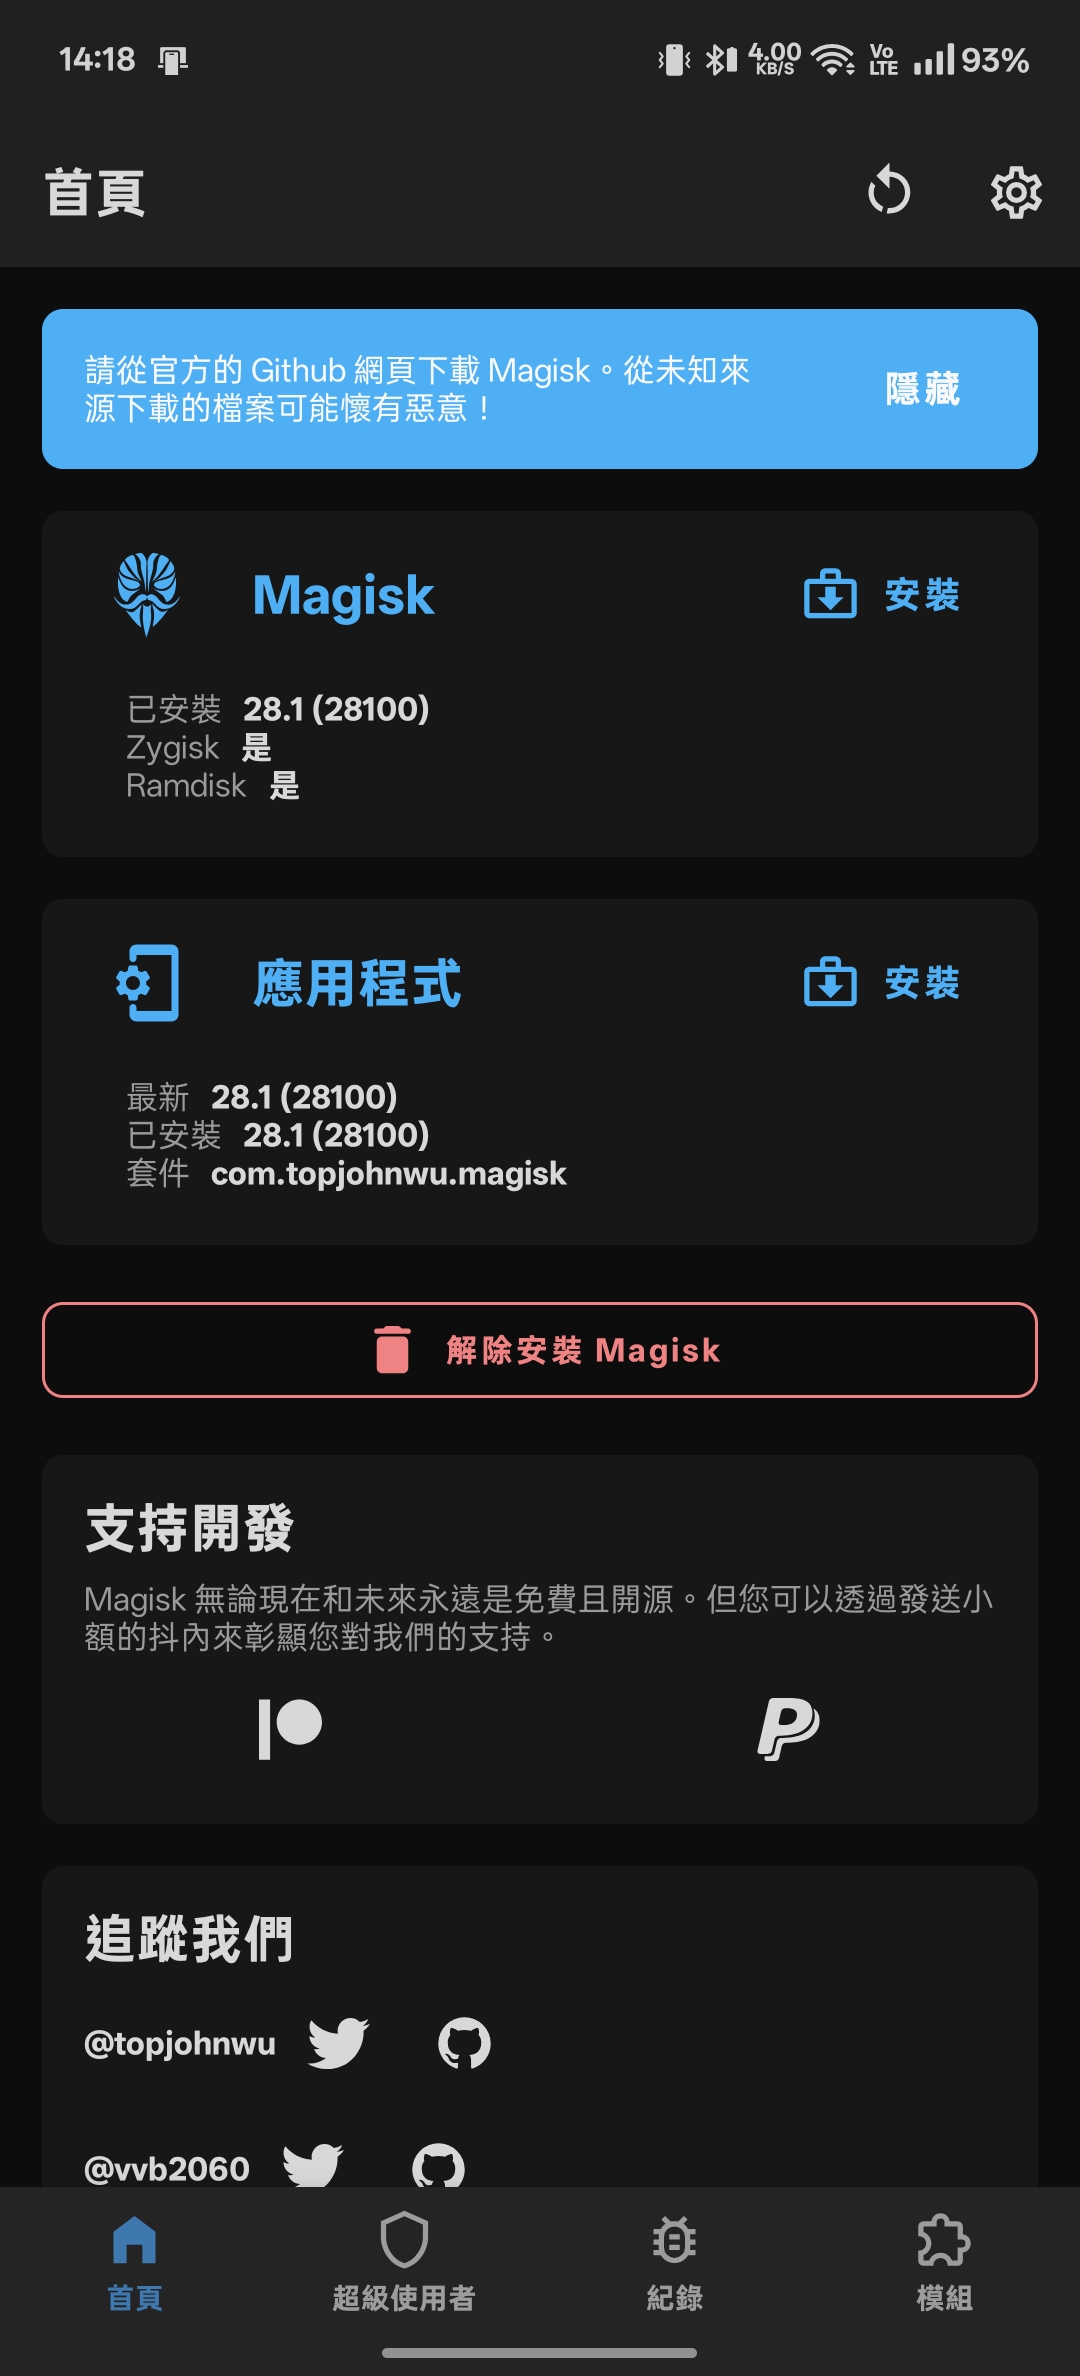 14:18
4.00 KB/S
Vo LTE
93%
首頁
請從官方的 Github 網頁下載 Magisk。從未知來
源下載的檔案可能懷有惡意！
隱藏
Magisk
安裝
已安裝 28.1 (28100)
Zygisk 是
Ramdisk 是
應用程式
安裝
最新 28.1 (28100)
已安裝 28.1 (28100)
套件 com.topjohnwu.magisk
解除安裝 Magisk
支持開發
Magisk 無論現在和未來永遠是免費且開源。但您可以透過發送小
額的抖內來彰顯您對我們的支持。
追蹤我們
@topjohnwu
@vvb2060
首頁
超級使用者
紀錄
模組